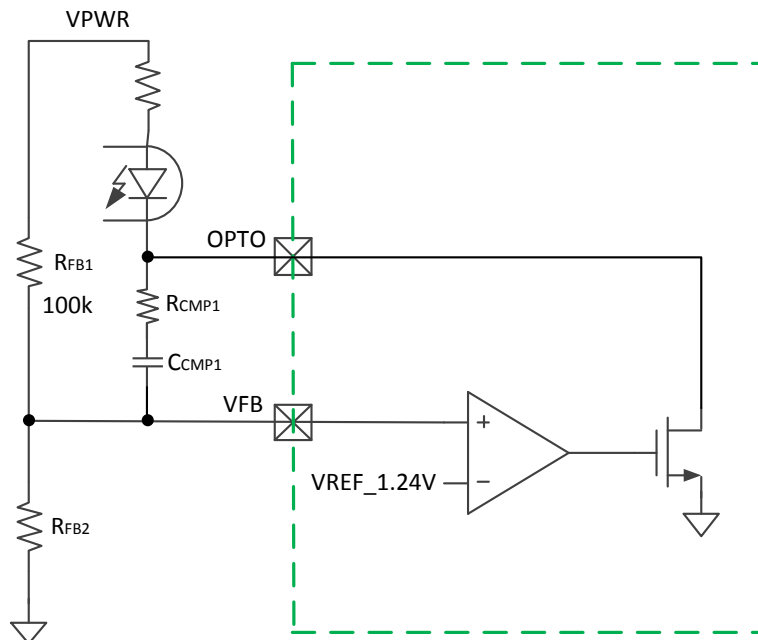 VPWR
OPTO
RFB1
100k
RCMP1
CCMP1
VFB
+
VREF_1.24V
−
RFB2